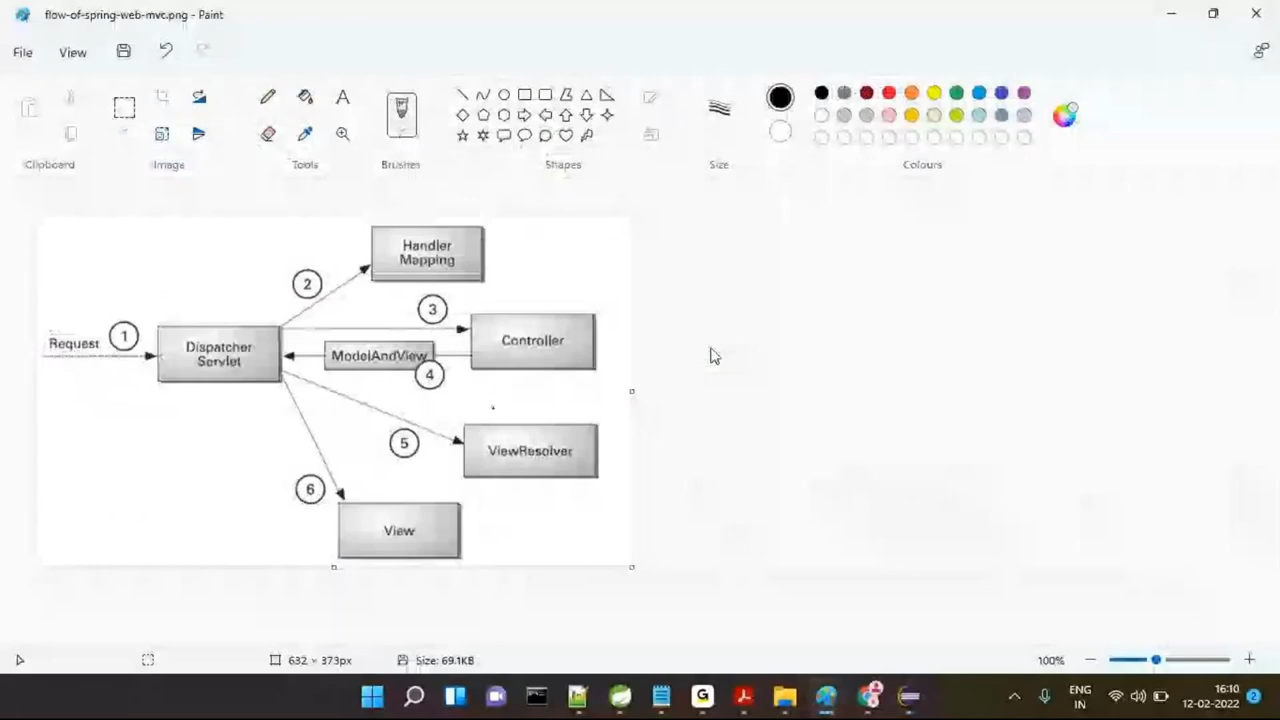 flow-of-spring-web-mvc.png - Paint
File View
Clipboard Image Tools Brushes Shapes Size Colours
Handler
Mapping
2
3
Request 1
Dispatcher
Servlet
Controller
ModelAndView
4
5
ViewResolver
6
View
632 × 373px Size: 69.1KB 100%
ENG
IN
16:10
12-02-2022
2